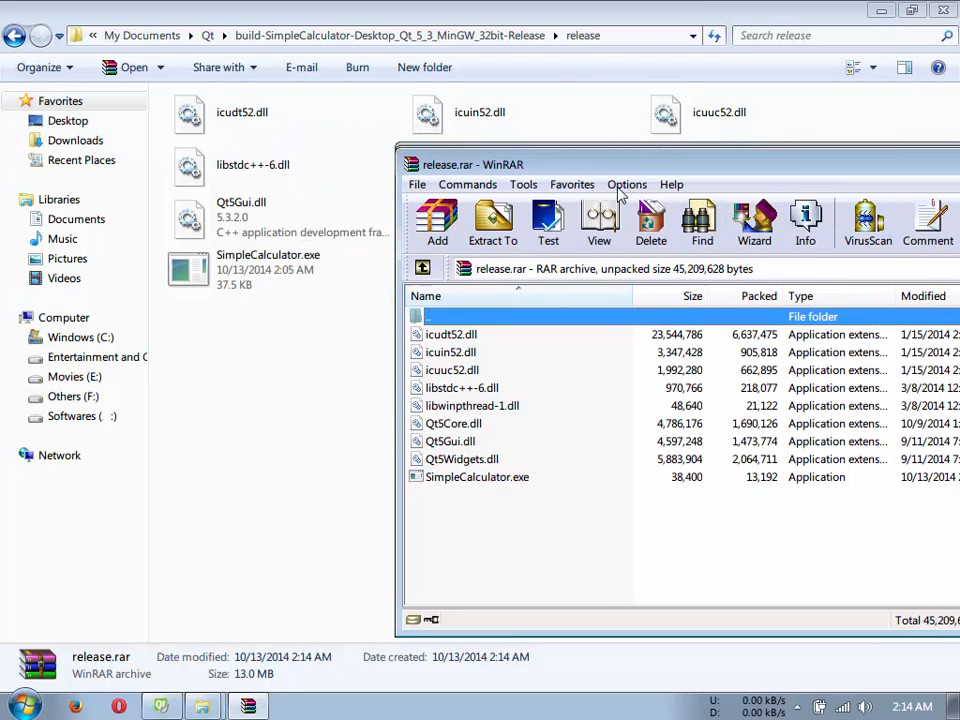 « My Documents Qt build-SimpleCalculator-Desktop_Qt_5_3_MinGW_32bit-Release release Search release
Organize Open Share with E-mail Burn New folder
Favorites
Desktop
Downloads
Recent Places
Libraries
Documents
Music
Pictures
Videos
Computer
Windows (C:)
Entertainment and C
Movies (E:)
Others (F:)
Softwares ( :)
Network
icudt52.dll icuin52.dll icuuc52.dll
libstdc++-6.dll
Qt5Gui.dll
5.3.2.0
C++ application development fra...
SimpleCalculator.exe
10/13/2014 2:05 AM
37.5 KB
release.rar - WinRAR
File Commands Tools Favorites Options Help
Add Extract To Test View Delete Find Wizard Info VirusScan Comment
release.rar - RAR archive, unpacked size 45,209,628 bytes
Name Size Packed Type Modified
.. File folder
icudt52.dll 23,544,786 6,637,475 Application extens... 1/15/2014 2:
icuin52.dll 3,347,428 905,818 Application extens... 1/15/2014 2:
icuuc52.dll 1,992,280 662,895 Application extens... 1/15/2014 2:
libstdc++-6.dll 970,766 218,077 Application extens... 3/8/2014 12:
libwinpthread-1.dll 48,640 21,122 Application extens... 3/8/2014 12:
Qt5Core.dll 4,786,176 1,690,126 Application extens... 10/9/2014 1:
Qt5Gui.dll 4,597,248 1,473,774 Application extens... 9/11/2014 7:
Qt5Widgets.dll 5,883,904 2,064,711 Application extens... 9/11/2014 7:
SimpleCalculator.exe 38,400 13,192 Application 10/13/2014 2
Total 45,209,6
release.rar Date modified: 10/13/2014 2:14 AM Date created: 10/13/2014 2:14 AM
WinRAR archive Size: 13.0 MB
U: 0.00 kB/s
D: 0.00 kB/s
2:14 AM